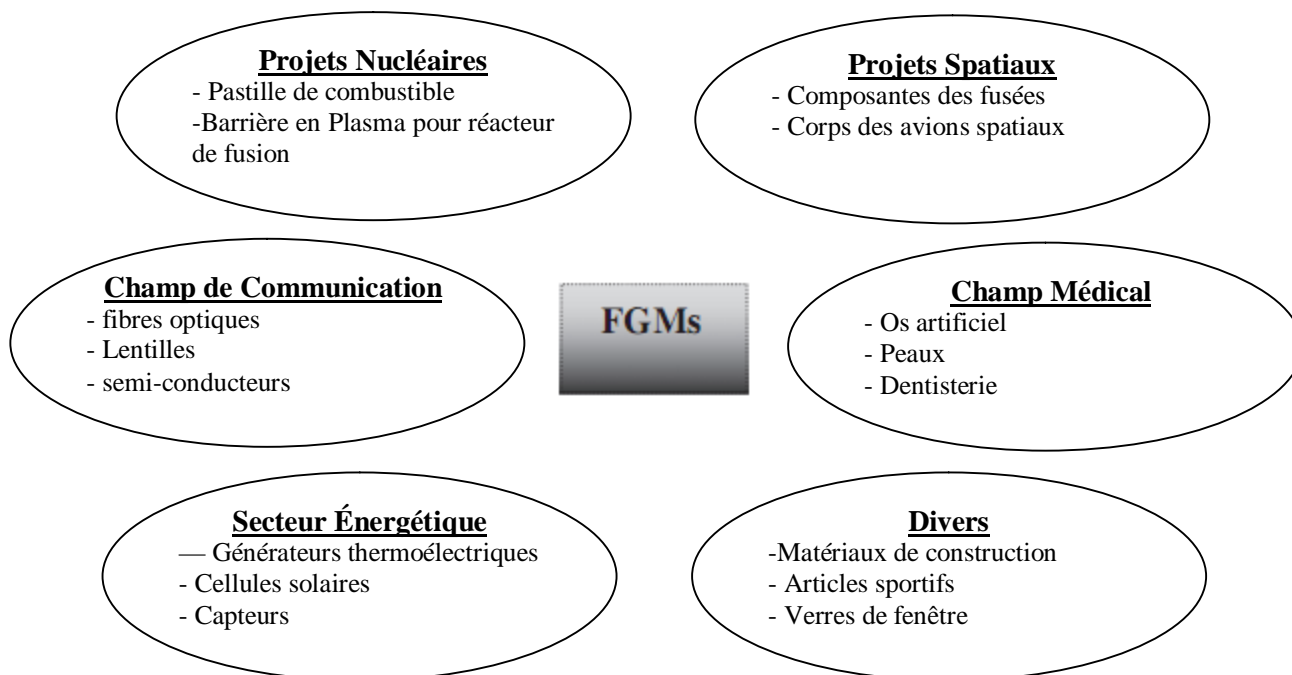 Projets Nucléaires
- Pastille de combustible
-Barrière en Plasma pour réacteur
de fusion
Projets Spatiaux
- Composantes des fusées
- Corps des avions spatiaux
Champ de Communication
- fibres optiques
- Lentilles
- semi-conducteurs
FGMs
Champ Médical
- Os artificiel
- Peaux
- Dentisterie
Secteur Énergétique
— Générateurs thermoélectriques
- Cellules solaires
- Capteurs
Divers
-Matériaux de construction
- Articles sportifs
- Verres de fenêtre